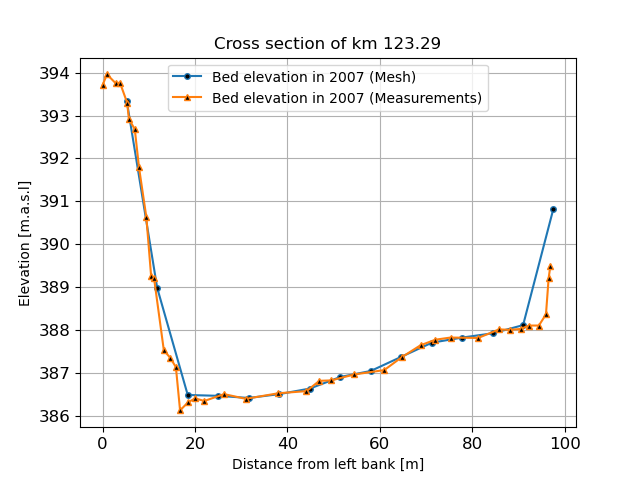 Cross section of km 123.29
Bed elevation in 2007 (Mesh)
Bed elevation in 2007 (Measurements)
Elevation [m.a.s.l]
394
393
392
391
390
389
388
387
386
0 20 40 60 80 100
Distance from left bank [m]